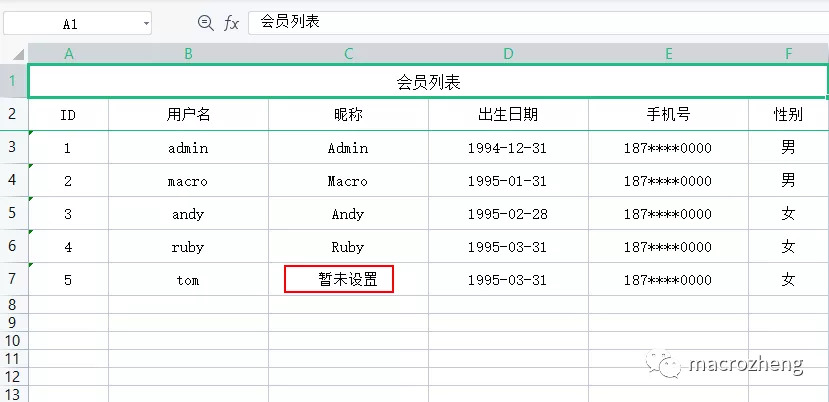 A1 fx 会员列表
A B C D E F
1 会员列表
2 ID 用户名 昵称 出生日期 手机号 性别
3 1 admin Admin 1994-12-31 187****0000 男
4 2 macro Macro 1995-01-31 187****0000 男
5 3 andy Andy 1995-02-28 187****0000 女
6 4 ruby Ruby 1995-03-31 187****0000 女
7 5 tom 暂未设置 1995-03-31 187****0000 女
8
9
10
11
12
13
macrozheng